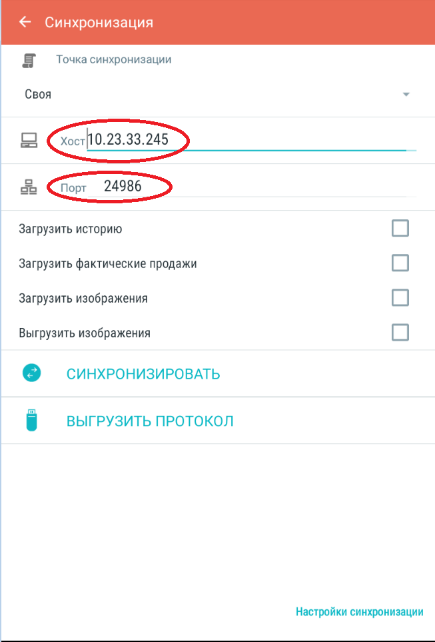 Синхронизация
Точка синхронизации
Своя
Хост 10.23.33.245
Порт 24986
Загрузить историю
Загрузить фактические продажи
Загрузить изображения
Выгрузить изображения
СИНХРОНИЗИРОВАТЬ
ВЫГРУЗИТЬ ПРОТОКОЛ
Настройки синхронизации